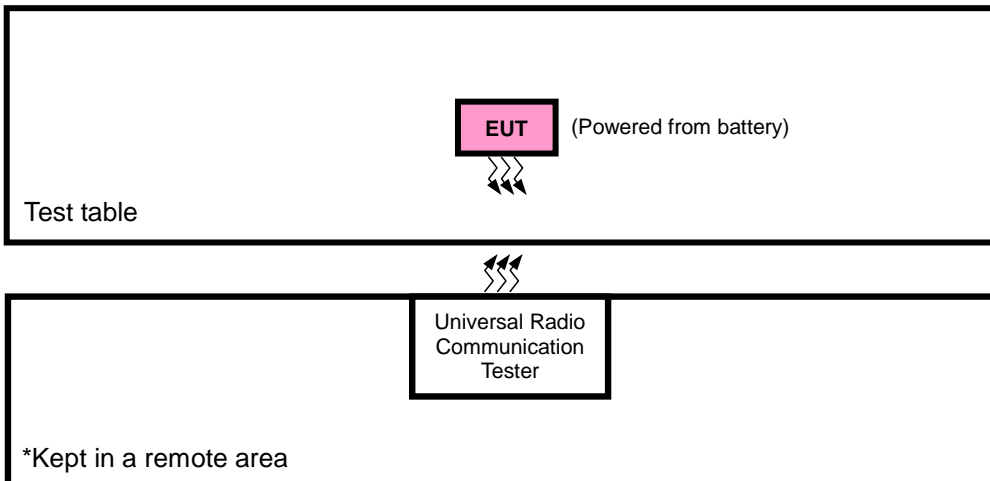 EUT
(Powered from battery)
Test table
Universal Radio
Communication
Tester
*Kept in a remote area